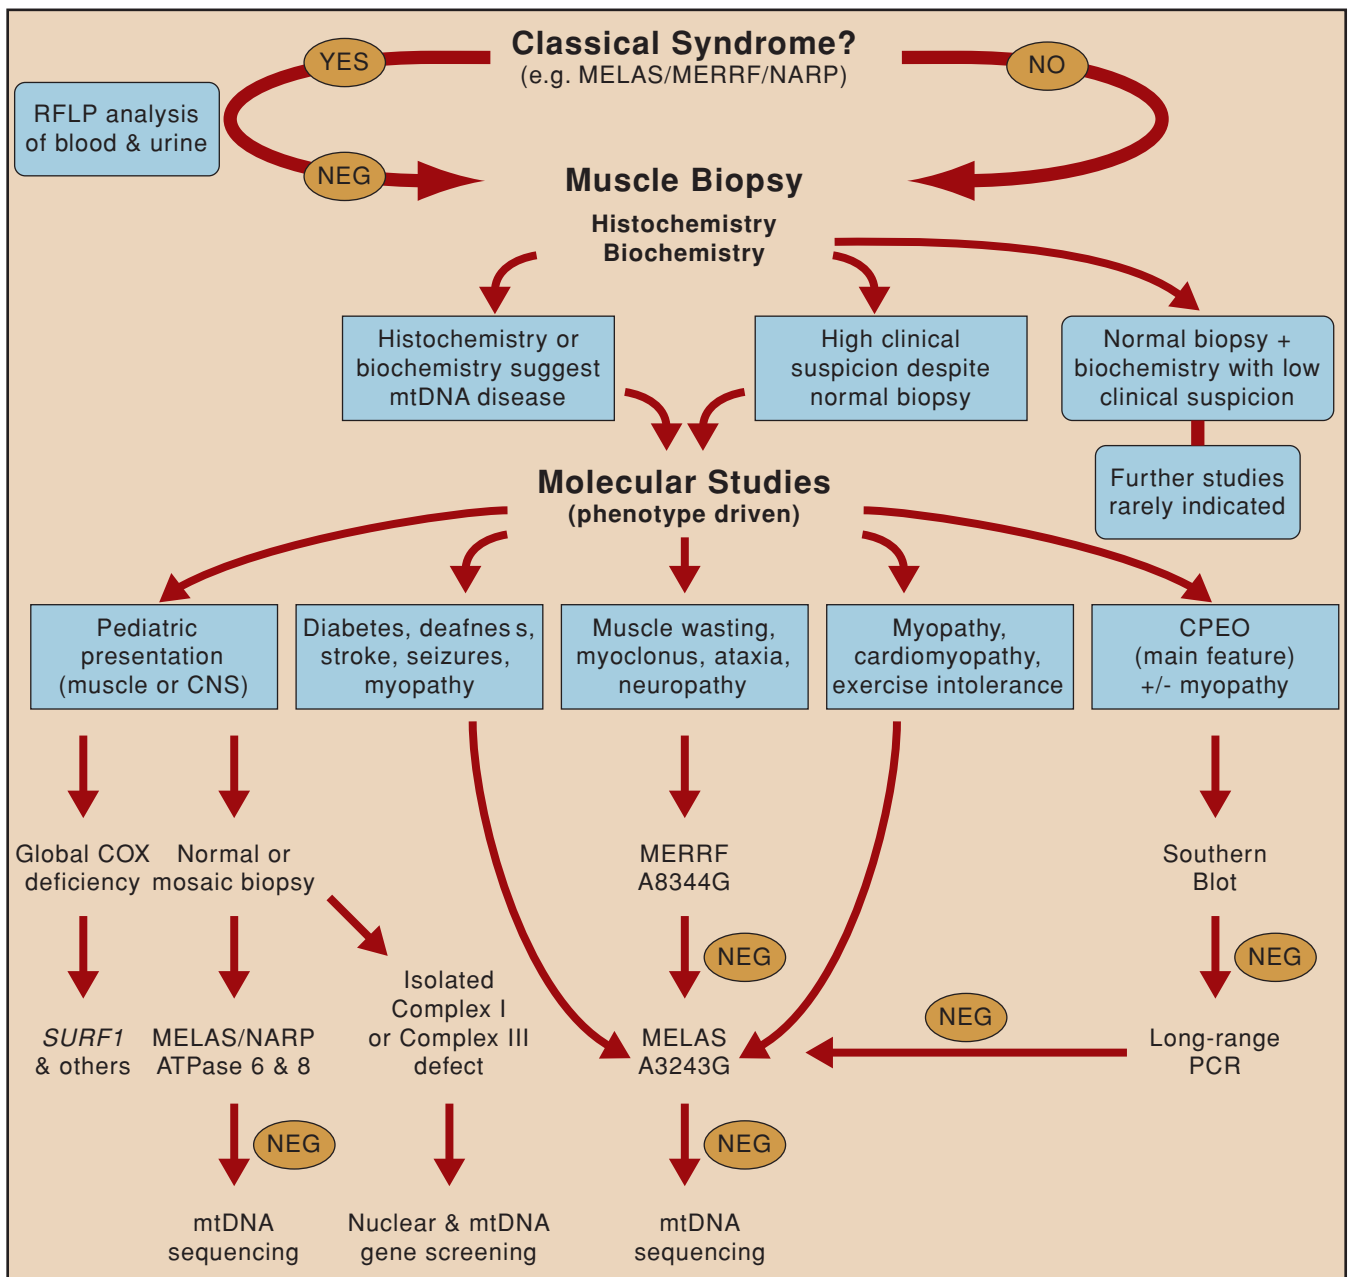 Classical Syndrome?
(e.g. MELAS/MERRF/NARP)
YES
NO
RFLP analysis
of blood & urine
NEG
Muscle Biopsy
Histochemistry
Biochemistry
Histochemistry or
biochemistry suggest
mtDNA disease
High clinical
suspicion despite
normal biopsy
Normal biopsy +
biochemistry with low
clinical suspicion
Further studies
rarely indicated
Molecular Studies
(phenotype driven)
Pediatric
presentation
(muscle or CNS)
Diabetes, deafness,
stroke, seizures,
myopathy
Muscle wasting,
myoclonus, ataxia,
neuropathy
Myopathy,
cardiomyopathy,
exercise intolerance
CPEO
(main feature)
+/- myopathy
Global COX
deficiency
Normal or
mosaic biopsy
MERRF
A8344G
Southern
Blot
NEG
NEG
Isolated
Complex I
or Complex III
defect
SURF1
& others
MELAS/NARP
ATPase 6 & 8
MELAS
A3243G
NEG
Long-range
PCR
NEG
NEG
mtDNA
sequencing
Nuclear & mtDNA
gene screening
mtDNA
sequencing